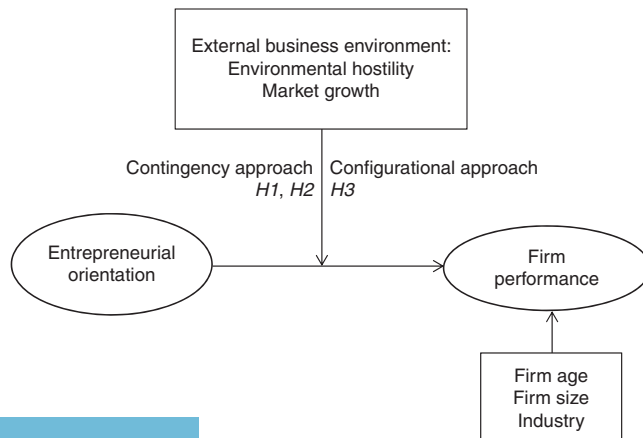 External business environment:
Environmental hostility
Market growth
Contingency approach
H1, H2
Configurational approach
H3
Entrepreneurial
orientation
Firm
performance
Firm age
Firm size
Industry